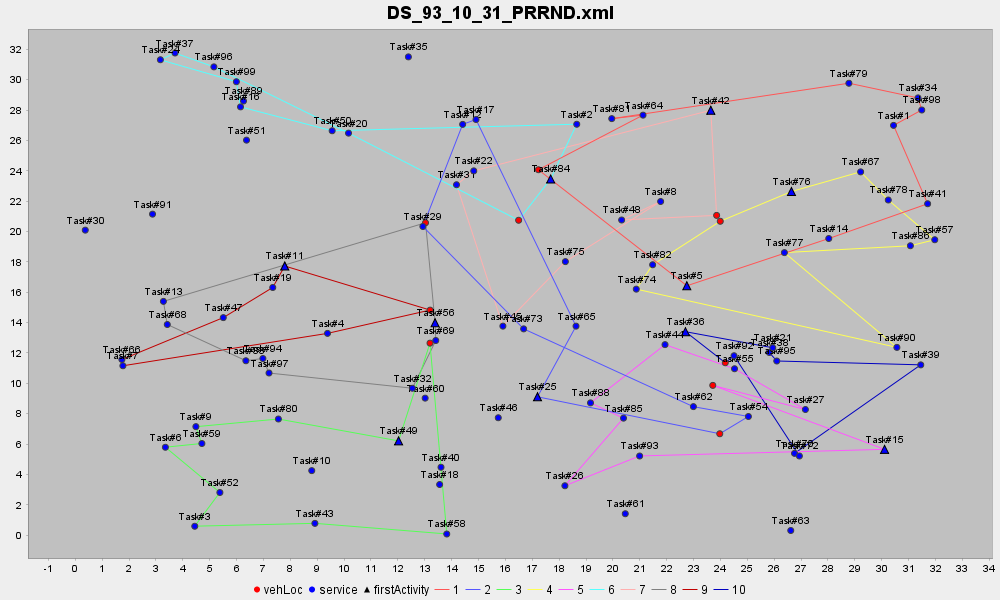 DS_93_10_31_PRRND.xml
32
30
28
26
24
22
20
18
16
14
12
10
8
6
4
2
0
Task#37
Task#24
Task#96
Task#35
Task#99
Task#89
Task#16
Task#79
Task#34
Task#98
Task#42
Task#64
Task#81
Task#17
Task#12
Task#2
Task#1
Task#50
Task#20
Task#51
Task#22
Task#31
Task#84
Task#67
Task#76
Task#78
Task#41
Task#8
Task#48
Task#91
Task#30
Task#29
Task#57
Task#86
Task#14
Task#77
Task#75
Task#82
Task#11
Task#19
Task#5
Task#74
Task#13
Task#47
Task#68
Task#4
Task#56
Task#45
Task#73
Task#65
Task#36
Task#69
Task#44
Task#21
Task#38
Task#90
Task#92
Task#95
Task#55
Task#39
Task#66
Task#7
Task#94
Task#97
Task#32
Task#60
Task#25
Task#88
Task#62
Task#27
Task#54
Task#85
Task#46
Task#80
Task#9
Task#59
Task#6
Task#49
Task#93
Task#15
Task#72
Task#40
Task#10
Task#18
Task#26
Task#52
Task#61
Task#3
Task#43
Task#58
Task#63
-1 0 1 2 3 4 5 6 7 8 9 10 11 12 13 14 15 16 17 18 19 20 21 22 23 24 25 26 27 28 29 30 31 32 33 34
vehLoc service firstActivity 1 2 3 4 5 6 7 8 9 10